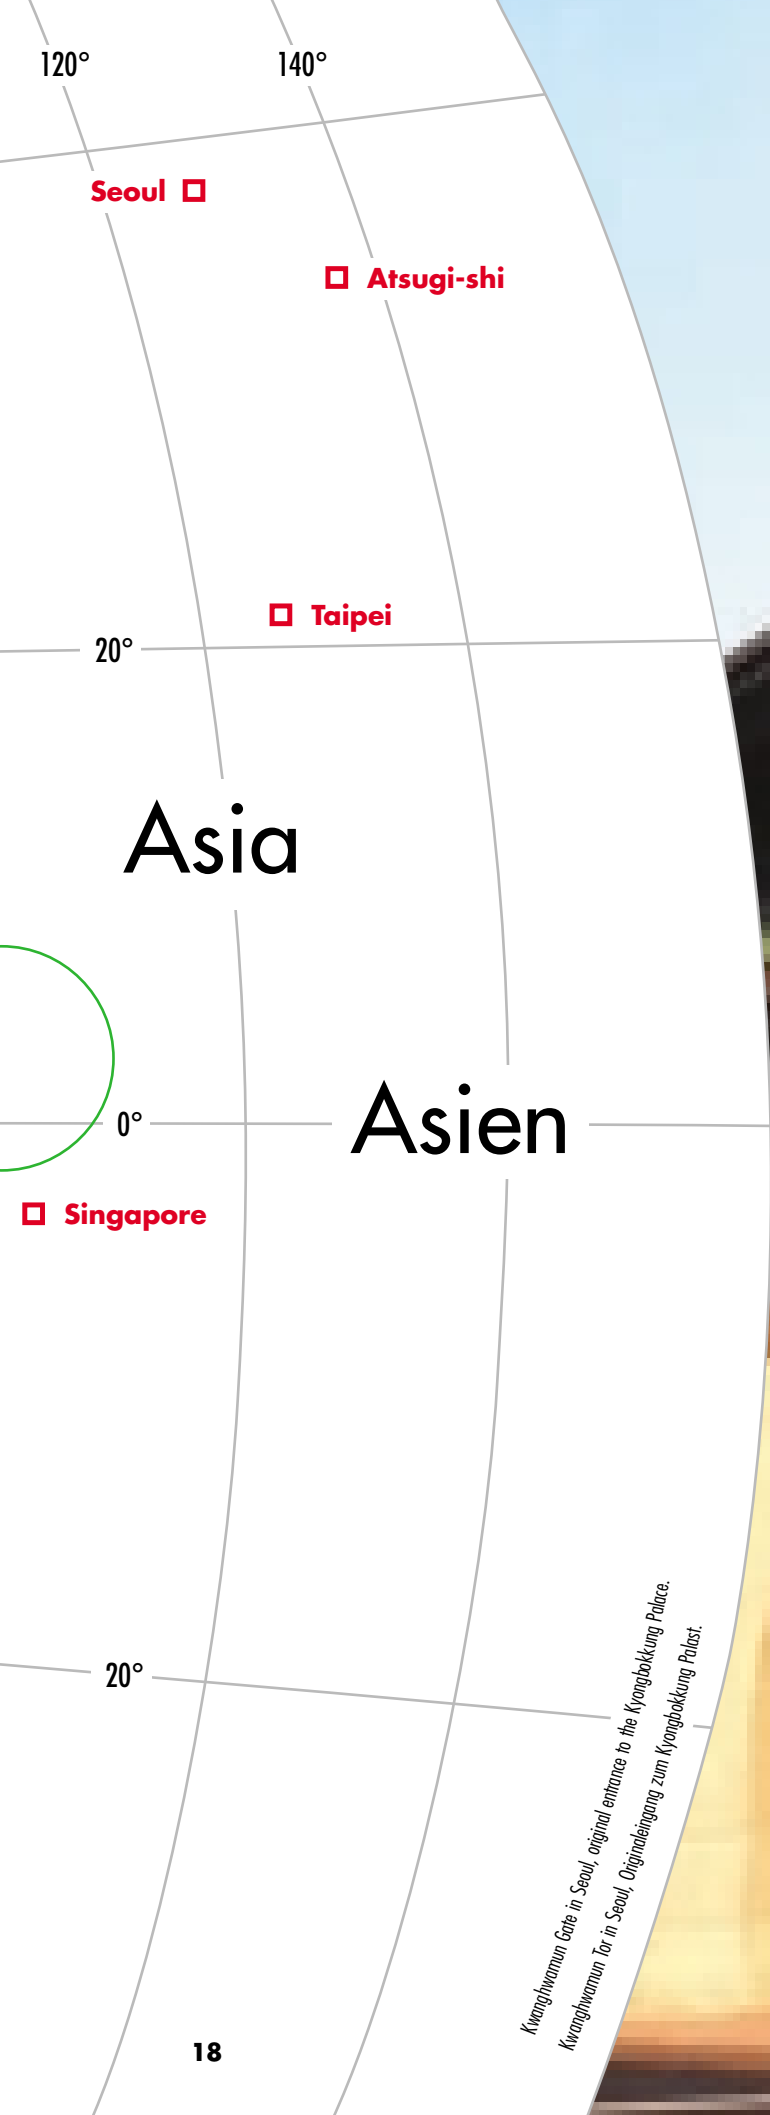 120°
140°
Seoul
Atsugi-shi
Taipei
20°
Asia
Asien
0°
Singapore
20°
Kwanghwamun Gate in Seoul, original entrance to the Kyongbokkung Palace.
Kwanghwamun Tor in Seoul, Originaleingang zum Kyongbokkung Palast.
18